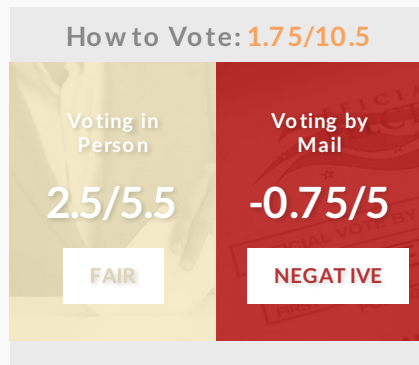 How to Vote: 1.75/10.5
Voting in
Person
2.5/5.5
FAIR
Voting by
Mail
-0.75/5
NEGATIVE